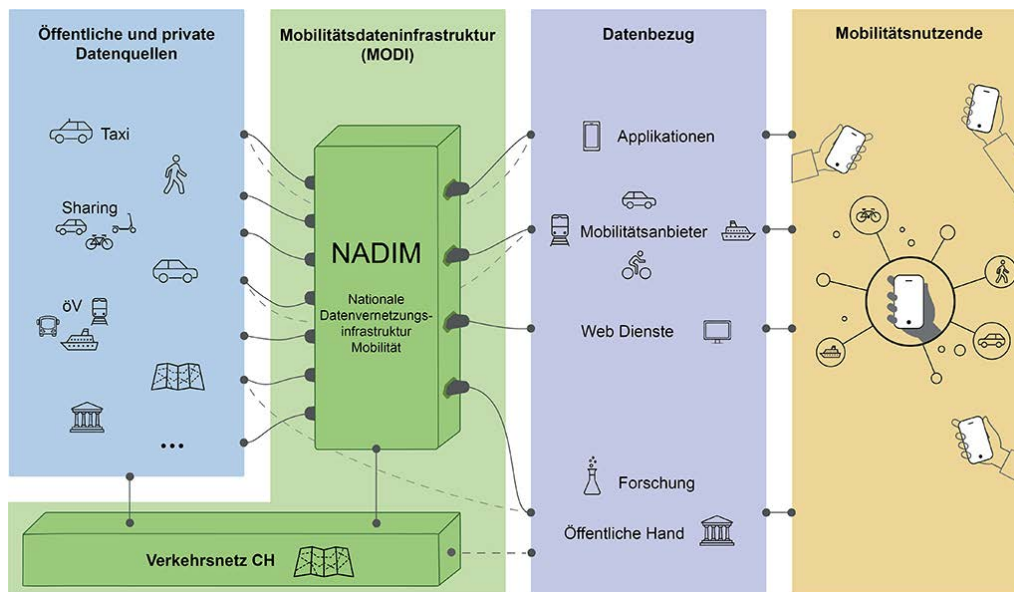 Öffentliche und private
Datenquellen
Taxi
Sharing
öV
...
Mobilitätsdateninfrastruktur
(MODI)
NADIM
Nationale
Datenvernetzungs-
infrastruktur
Mobilität
Verkehrsnetz CH
Datenbezug
Applikationen
Mobilitätsanbieter
Web Dienste
Forschung
Öffentliche Hand
Mobilitätsnutzende